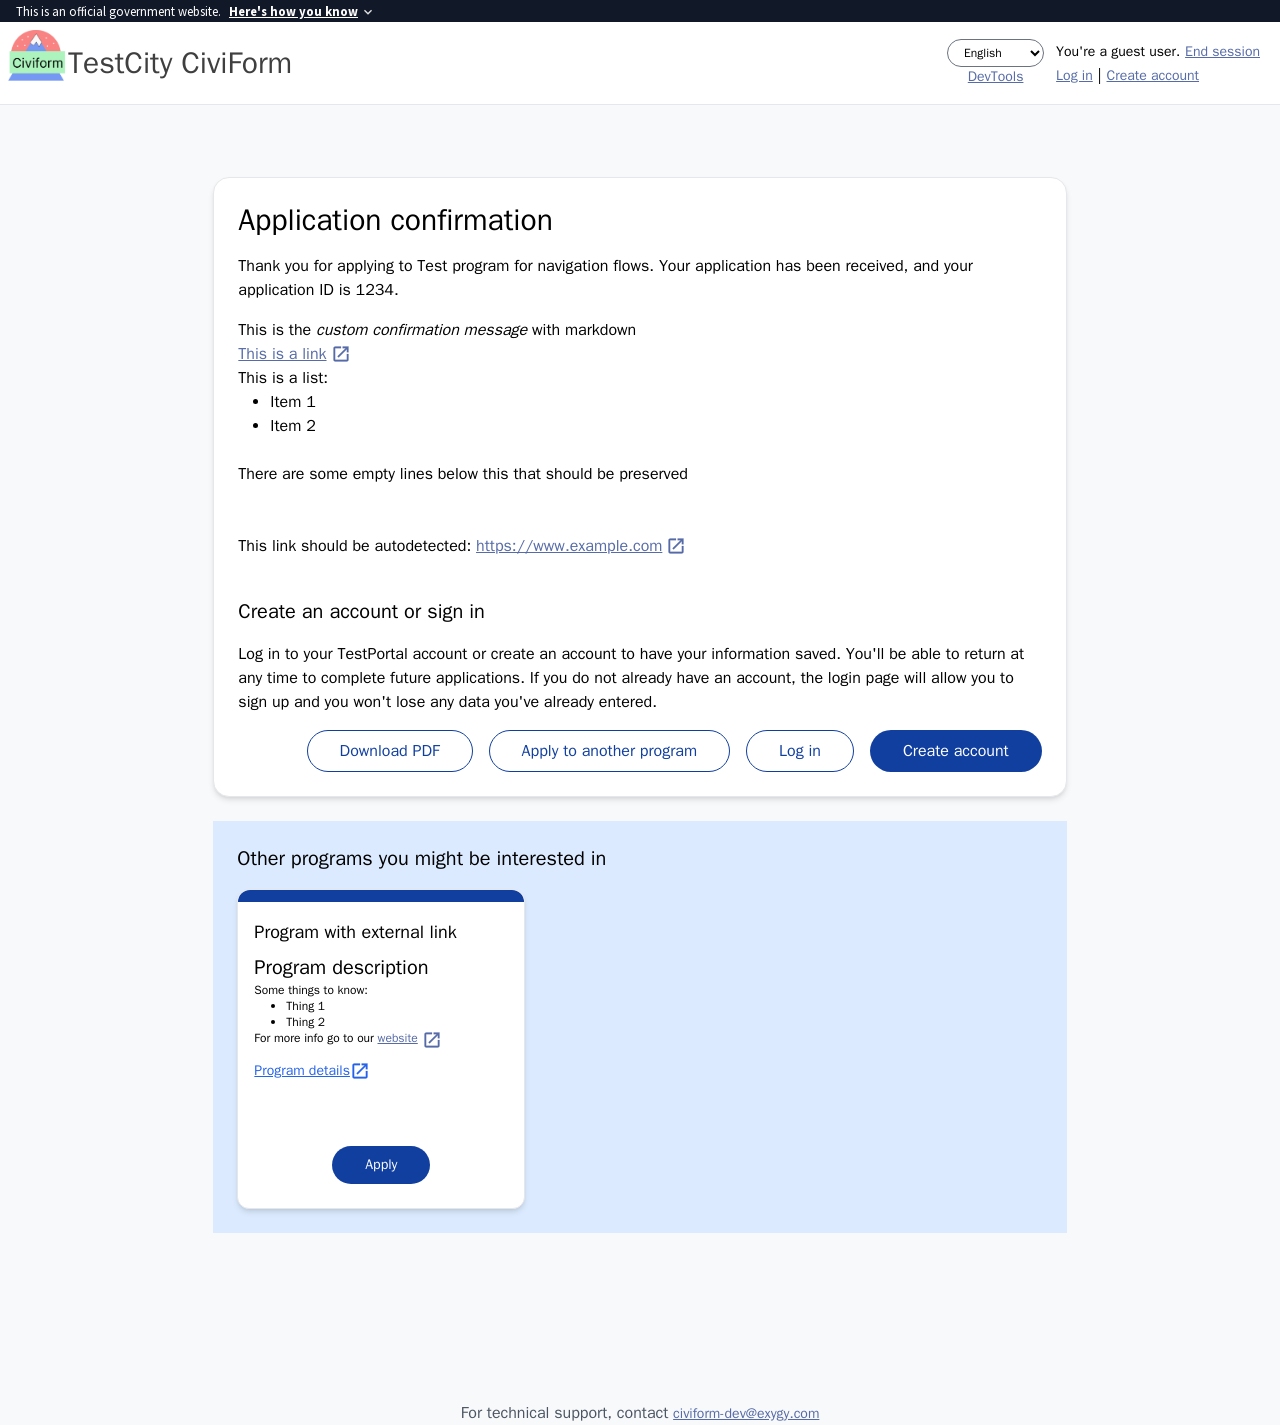 This is an official government website. Here's how you know
Civiform
TestCity CiviForm
English
You're a guest user. End session
DevTools
Log in | Create account
Application confirmation
Thank you for applying to Test program for navigation flows. Your application has been received, and your
application ID is 1234.
This is the custom confirmation message with markdown
This is a link
This is a list:
• Item 1
• Item 2
There are some empty lines below this that should be preserved
This link should be autodetected: https://www.example.com
Create an account or sign in
Log in to your TestPortal account or create an account to have your information saved. You'll be able to return at
any time to complete future applications. If you do not already have an account, the login page will allow you to
sign up and you won't lose any data you've already entered.
Download PDF
Apply to another program
Log in
Create account
Other programs you might be interested in
Program with external link
Program description
Some things to know:
• Thing 1
• Thing 2
For more info go to our website
Program details
Apply
For technical support, contact civiform-dev@exygy.com